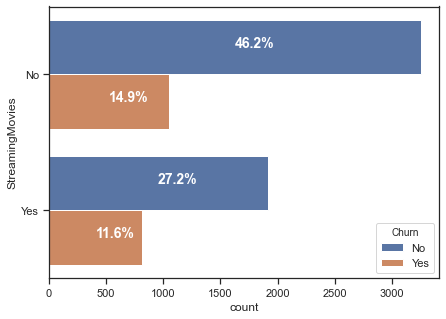 46.2%
No
14.9%
StreamingMovies
27.2%
Yes
11.6%
Churn
No
Yes
0 500 1000 1500 2000 2500 3000
count